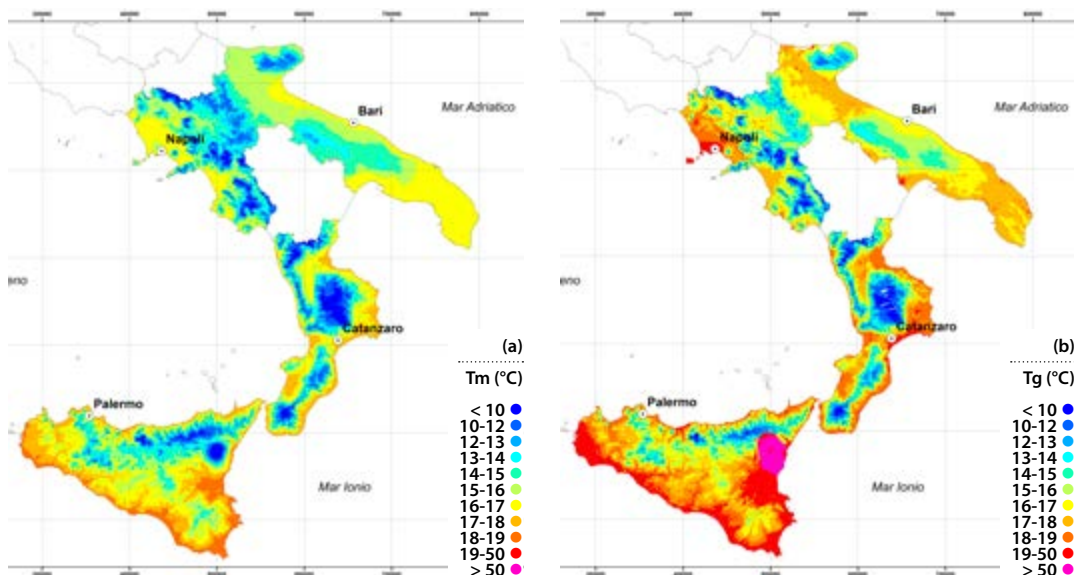 Mar Adriatico
Bari
Napoli
eno
Catanzaro
Palermo
Mar Ionio
(a)
Tm (°C)
< 10
10-12
12-13
13-14
14-15
15-16
16-17
17-18
18-19
19-50
> 50
Mar Adriatico
Bari
Napoli
eno
Catanzaro
Palermo
Mar Ionio
(b)
Tg (°C)
< 10
10-12
12-13
13-14
14-15
15-16
16-17
17-18
18-19
19-50
> 50